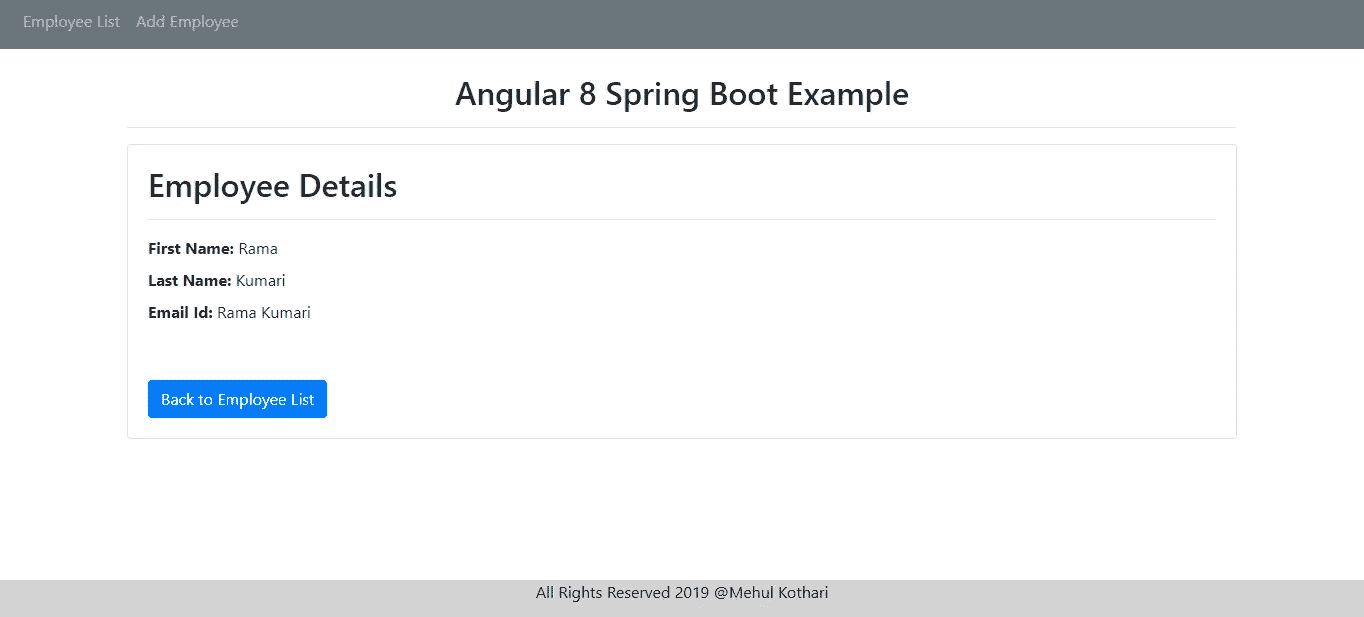 Employee List Add Employee
Angular 8 Spring Boot Example
Employee Details
First Name: Rama
Last Name: Kumari
Email Id: Rama Kumari
Back to Employee List
All Rights Reserved 2019 @Mehul Kothari